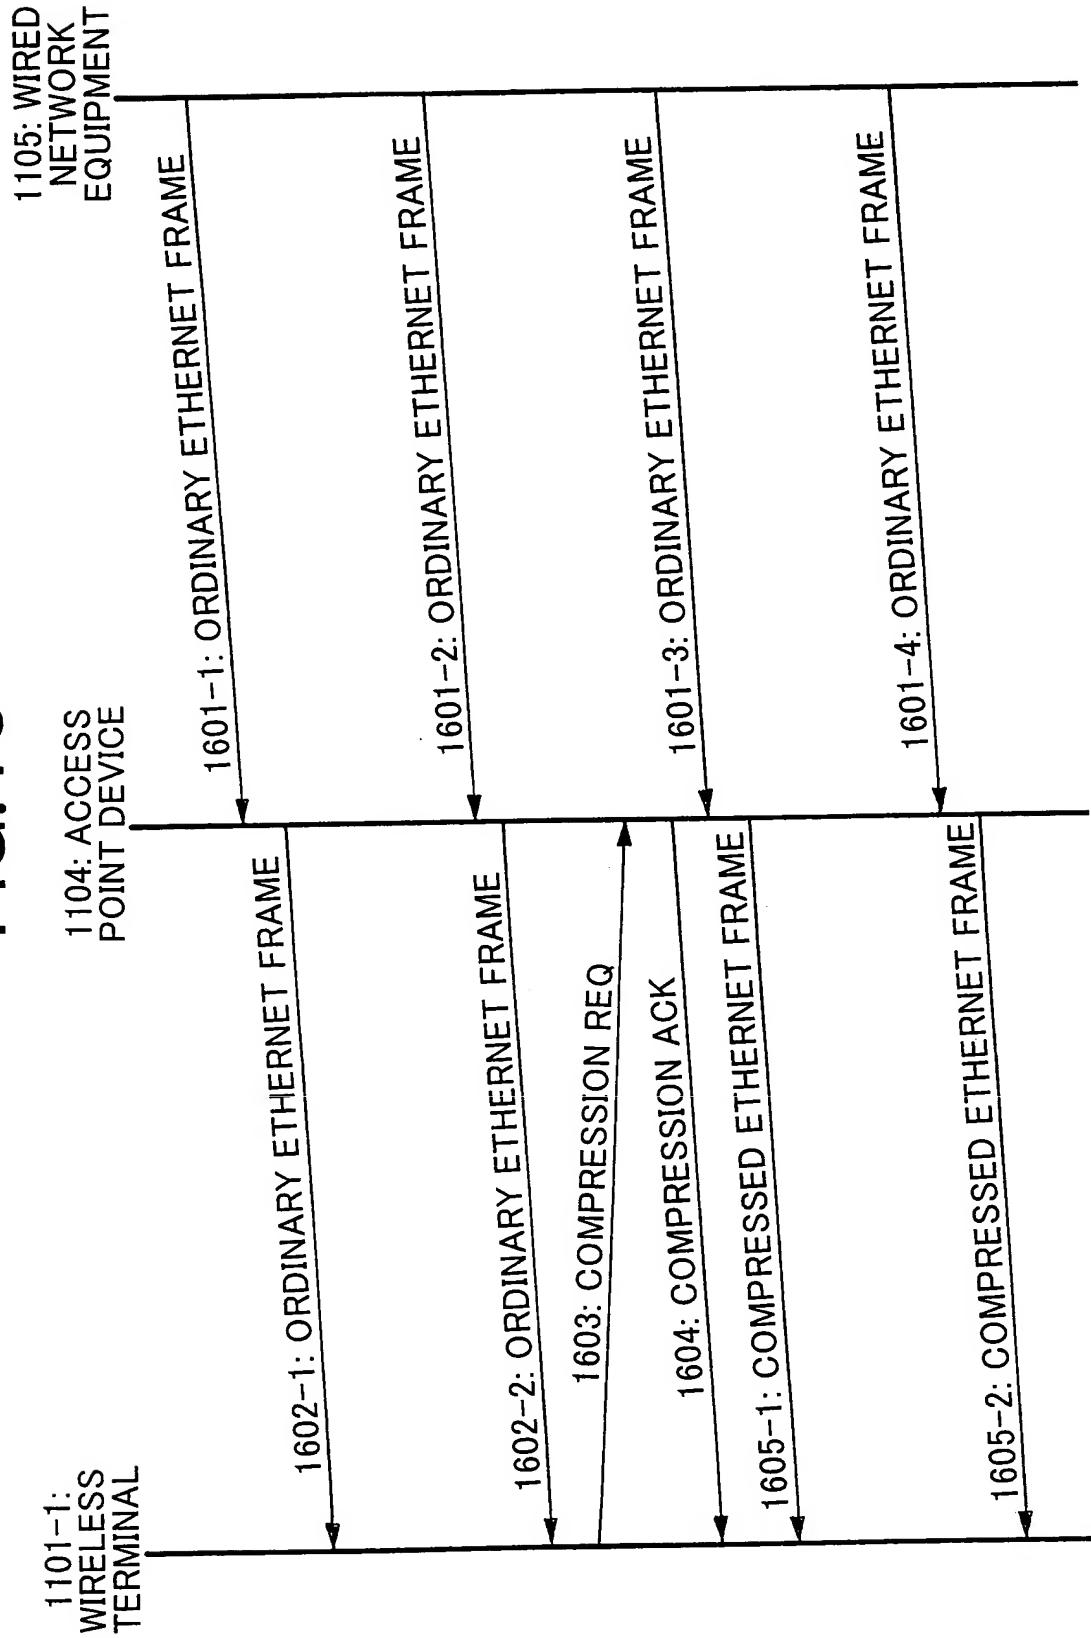 1101-1:
WIRELESS
TERMINAL
1104: ACCESS
POINT DEVICE
1105: WIRED
NETWORK
EQUIPMENT
1601-1: ORDINARY ETHERNET FRAME
1602-1: ORDINARY ETHERNET FRAME
1601-2: ORDINARY ETHERNET FRAME
1602-2: ORDINARY ETHERNET FRAME
1603: COMPRESSION REQ
1604: COMPRESSION ACK
1601-3: ORDINARY ETHERNET FRAME
1605-1: COMPRESSED ETHERNET FRAME
1601-4: ORDINARY ETHERNET FRAME
1605-2: COMPRESSED ETHERNET FRAME